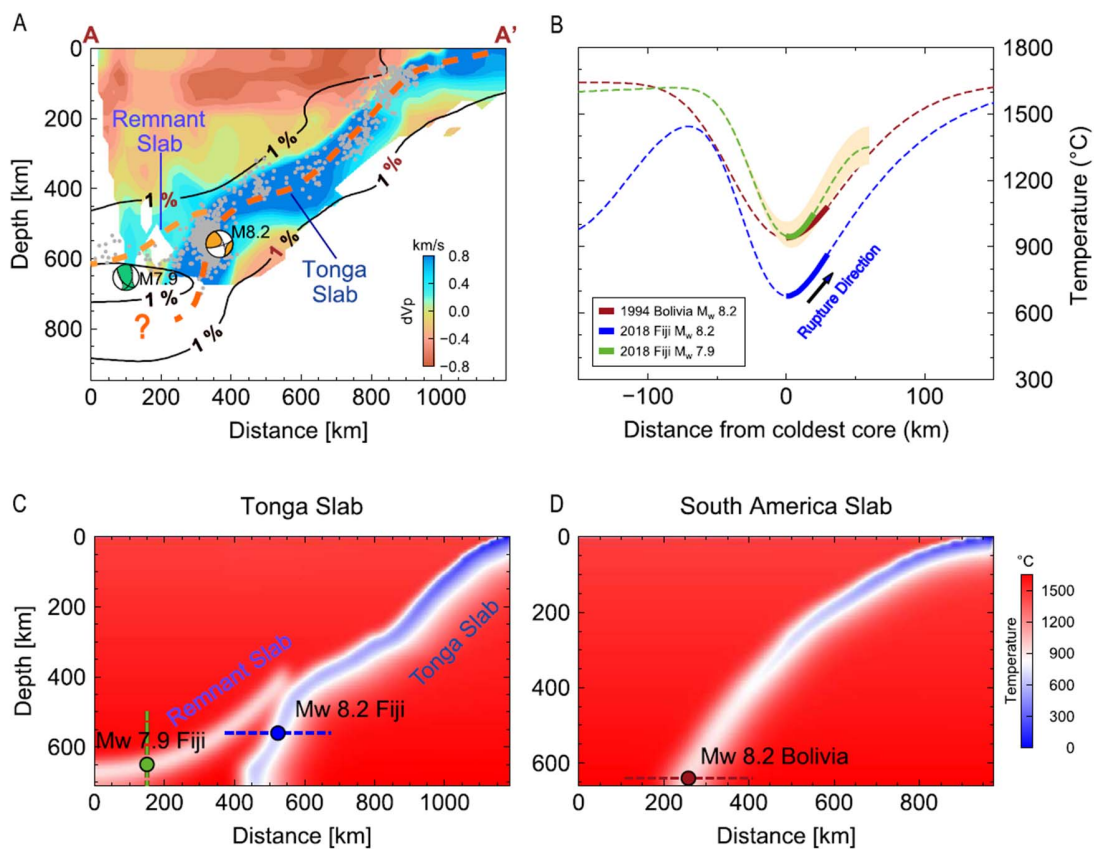 A
A
A'
0
200
400
600
800
Depth [km]
Remnant
Slab
1 %
1 %
1 %
1 %
1 %
M8.2
M7.9
?
Tonga
Slab
km/s
0.8
0.4
0.0
−0.4
−0.8
dVp
0 200 400 600 800 1000
Distance [km]
B
1800
1500
1200
900
600
300
Temperature (°C)
1994 Bolivia Mw 8.2
2018 Fiji Mw 8.2
2018 Fiji Mw 7.9
Rupture Direction
−100 0 100
Distance from coldest core (km)
C
Tonga Slab
0
200
400
600
Depth [km]
Remnant Slab
Tonga Slab
Mw 8.2 Fiji
Mw 7.9 Fiji
0 200 400 600 800 1000
Distance [km]
D
South America Slab
0
200
400
600
Mw 8.2 Bolivia
0 200 400 600 800
Distance [km]
°C
1500
1200
900
600
300
0
Temperature